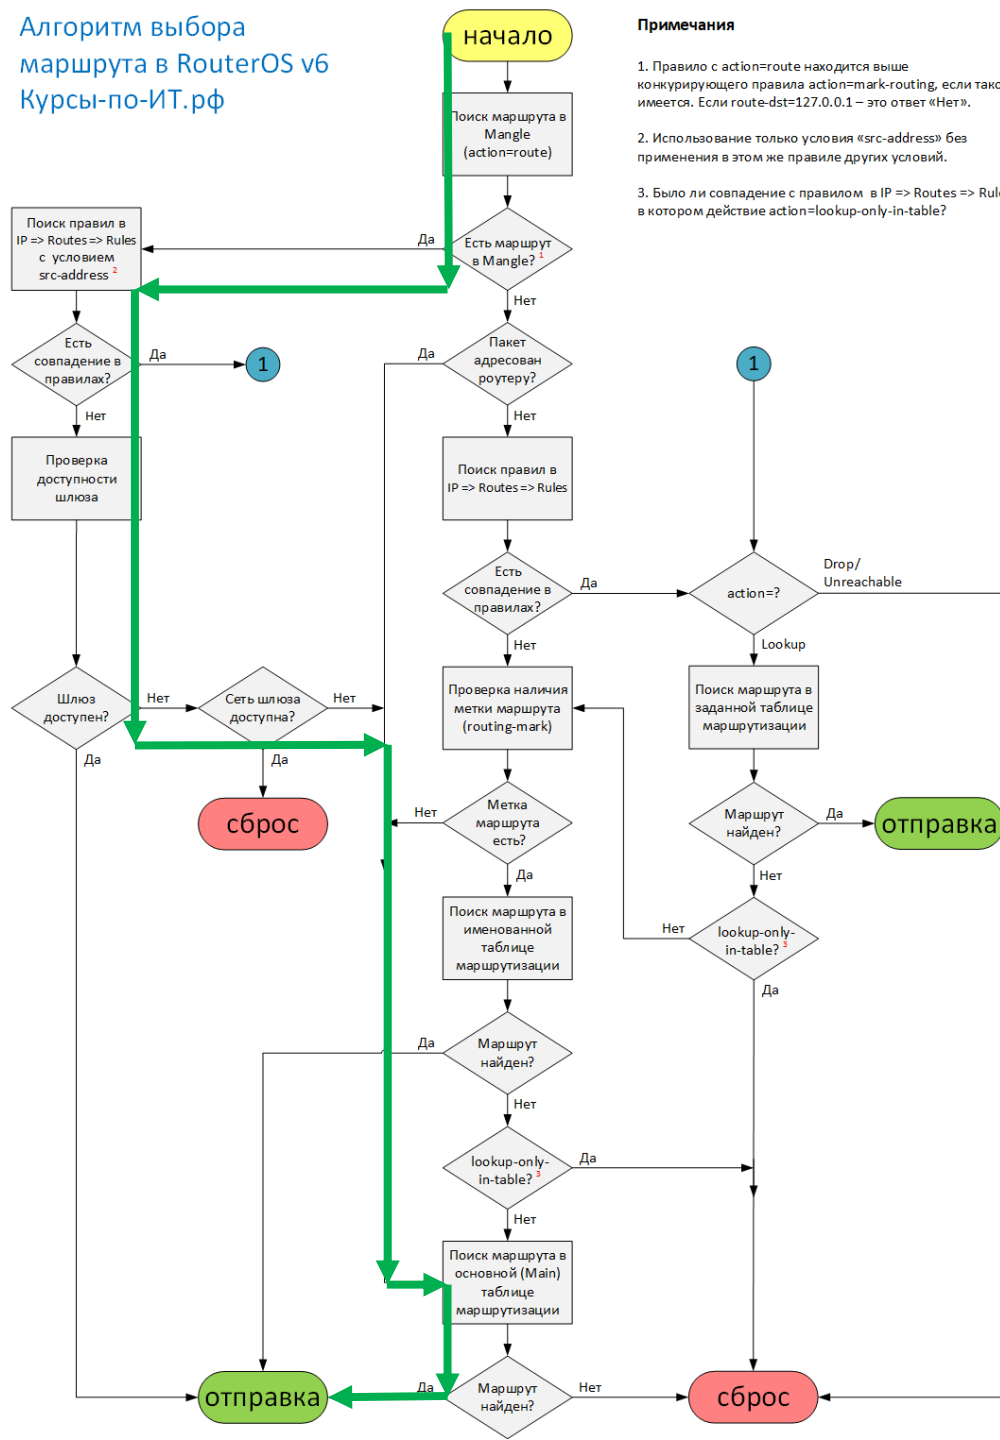 Алгоритм выбора
маршрута в RouterOS v6
Курсы-по-ИТ.рф
начало
Примечания
1. Правило с action=route находится выше
конкурирующего правила action=mark-routing, если тако
имеется. Если route-dst=127.0.0.1 – это ответ «Нет».
2. Использование только условия «src-address» без
применения в этом же правиле других условий.
3. Было ли совпадение с правилом в IP => Routes => Rule
в котором действие action=lookup-only-in-table?
Поиск маршрута в
Mangle
(action=route)
Есть маршрут
в Mangle? 1
Да
Нет
Поиск правил в
IP => Routes => Rules
с условием
src-address 2
Есть
совпадение в
правилах?
Да
1
Нет
Проверка
доступности
шлюза
Шлюз
доступен?
Нет
Да
Сеть шлюза
доступна?
Нет
Да
сброс
Пакет
адресован
роутеру?
Да
Нет
Поиск правил в
IP => Routes => Rules
Есть
совпадение в
правилах?
Да
Нет
1
action=?
Drop/
Unreachable
Lookup
Поиск маршрута в
заданной таблице
маршрутизации
Маршрут
найден?
Да
отправка
Нет
lookup-only-
in-table? 3
Нет
Да
Проверка наличия
метки маршрута
(routing-mark)
Метка
маршрута
есть?
Нет
Да
Поиск маршрута в
именованной
таблице
маршрутизации
Маршрут
найден?
Да
Нет
lookup-only-
in-table? 3
Да
Нет
Поиск маршрута в
основной (Main)
таблице
маршрутизации
Маршрут
найден?
Да
Нет
отправка
сброс